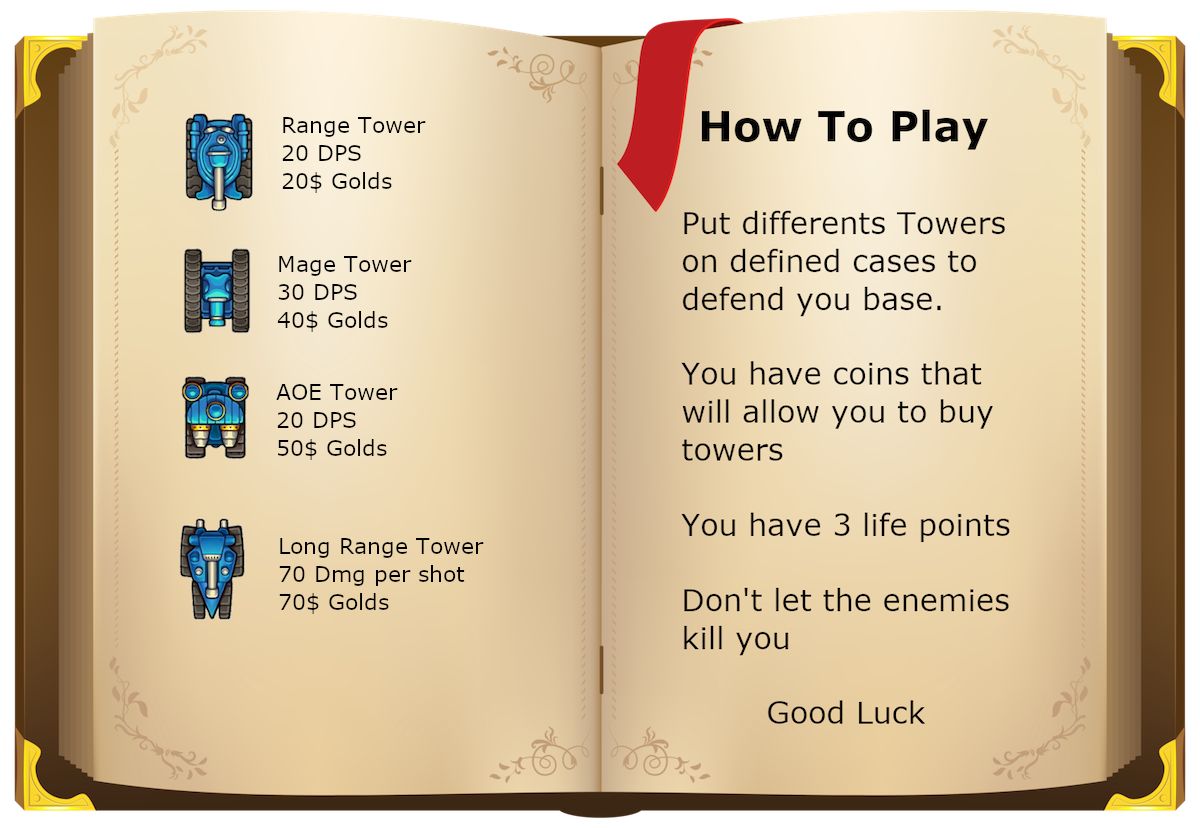 Range Tower
20 DPS
20$ Golds
Mage Tower
30 DPS
40$ Golds
AOE Tower
20 DPS
50$ Golds
Long Range Tower
70 Dmg per shot
70$ Golds
How To Play
Put differents Towers
on defined cases to
defend you base.
You have coins that
will allow you to buy
towers
You have 3 life points
Don't let the enemies
kill you
Good Luck